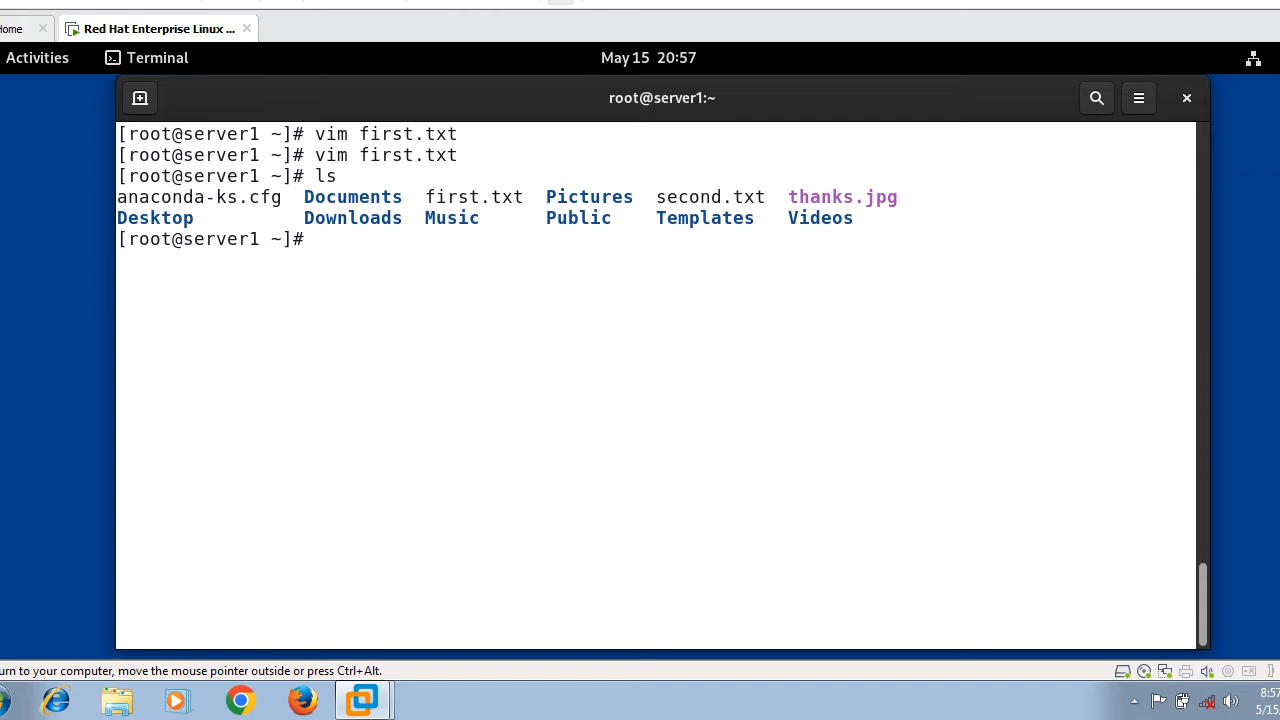 Home
Red Hat Enterprise Linux ...
Activities
Terminal
May 15 20:57
root@server1:~
[root@server1 ~]# vim first.txt
[root@server1 ~]# vim first.txt
[root@server1 ~]# ls
anaconda-ks.cfg Documents first.txt Pictures second.txt thanks.jpg
Desktop Downloads Music Public Templates Videos
[root@server1 ~]#
urn to your computer, move the mouse pointer outside or press Ctrl+Alt.
8:57
5/15